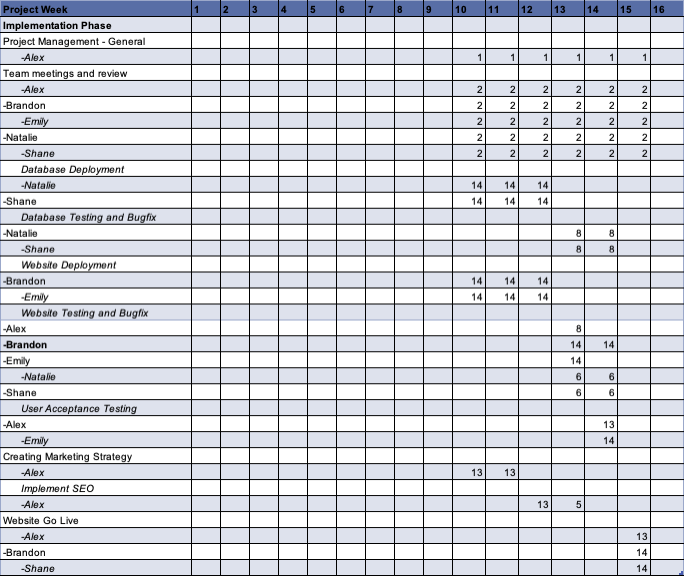 Project Week 1 2 3 4 5 6 7 8 9 10 11 12 13 14 15 16
Implementation Phase
Project Management - General
-Alex 1 1 1 1 1 1
Team meetings and review
-Alex 2 2 2 2 2 2
-Brandon 2 2 2 2 2 2
-Emily 2 2 2 2 2 2
-Natalie 2 2 2 2 2 2
-Shane 2 2 2 2 2 2
Database Deployment
-Natalie 14 14 14
-Shane 14 14 14
Database Testing and Bugfix
-Natalie 8 8
-Shane 8 8
Website Deployment
-Brandon 14 14 14
-Emily 14 14 14
Website Testing and Bugfix
-Alex 8
-Brandon 14 14
-Emily 14
-Natalie 6 6
-Shane 6 6
User Acceptance Testing
-Alex 13
-Emily 14
Creating Marketing Strategy
-Alex 13 13
Implement SEO
-Alex 13 5
Website Go Live
-Alex 13
-Brandon 14
-Shane 14